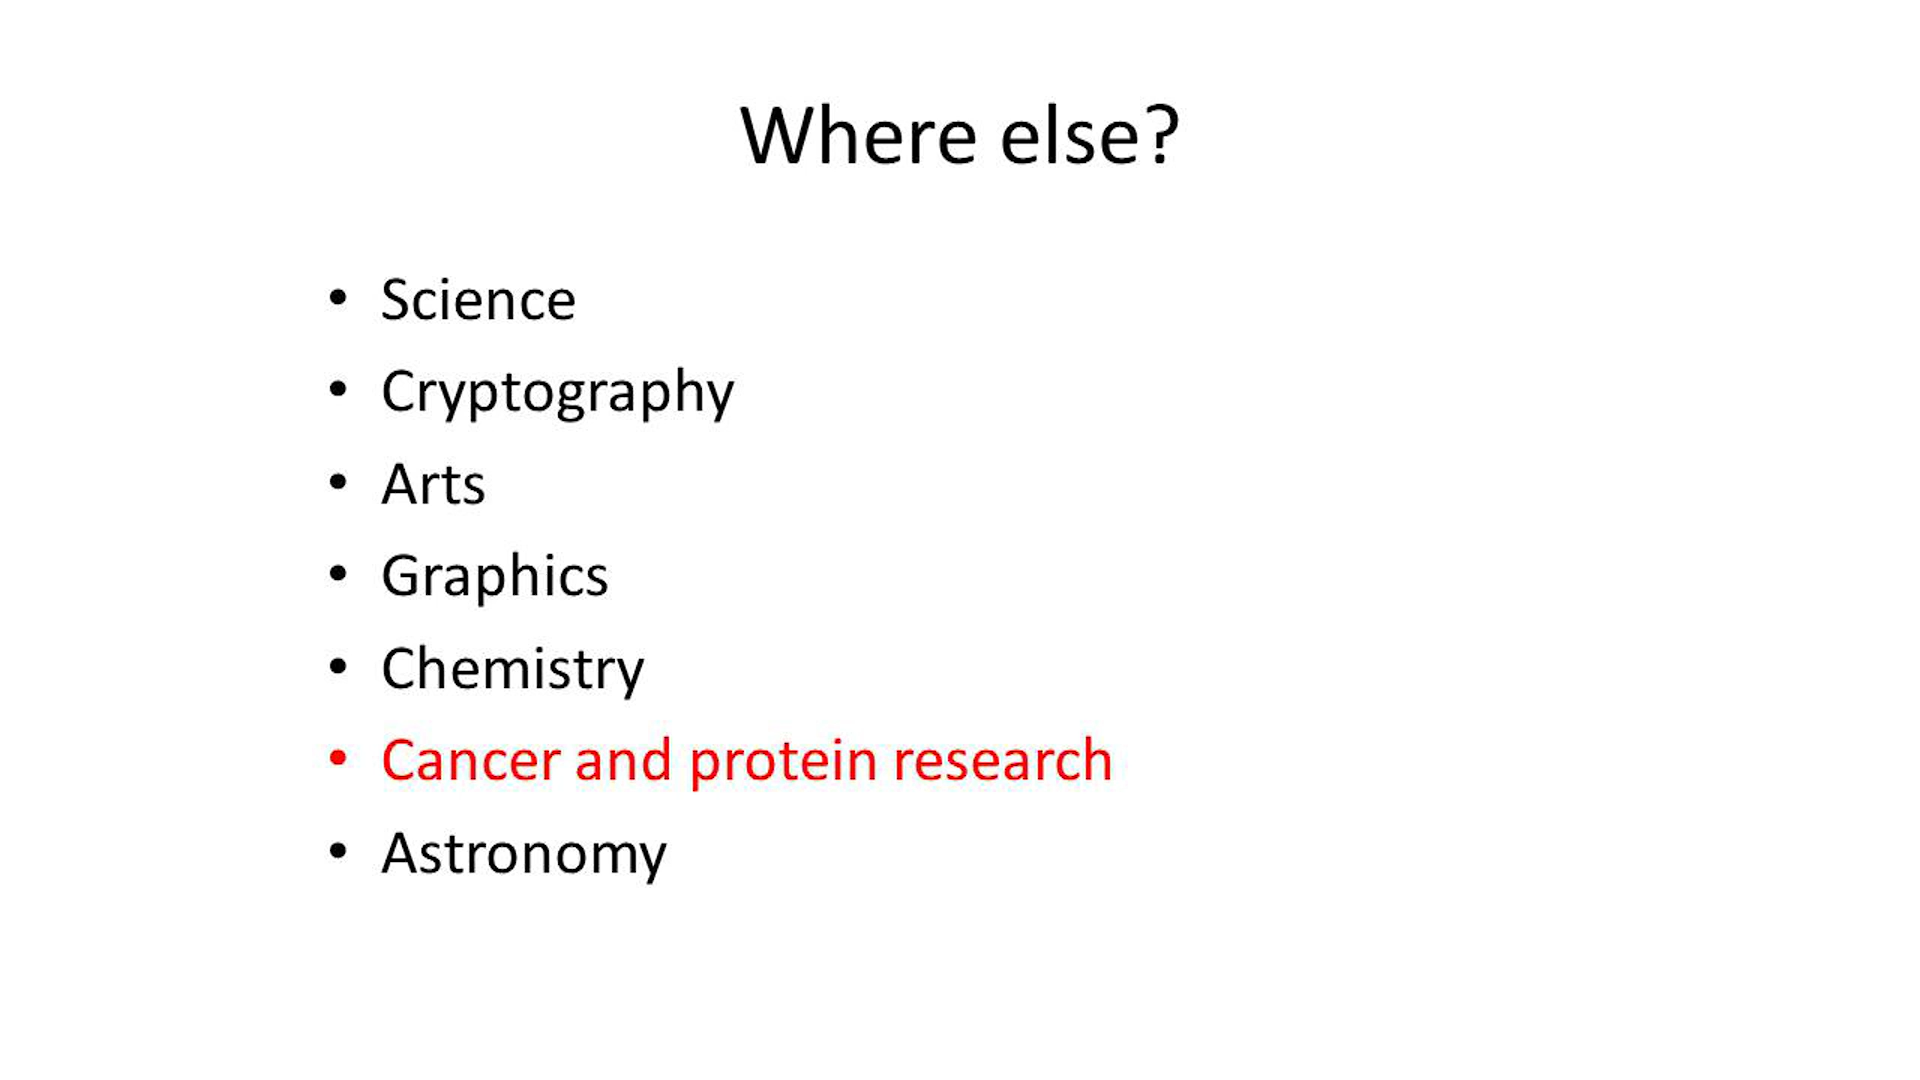 Where else?
• Science
• Cryptography
• Arts
• Graphics
• Chemistry
• Cancer and protein research
• Astronomy